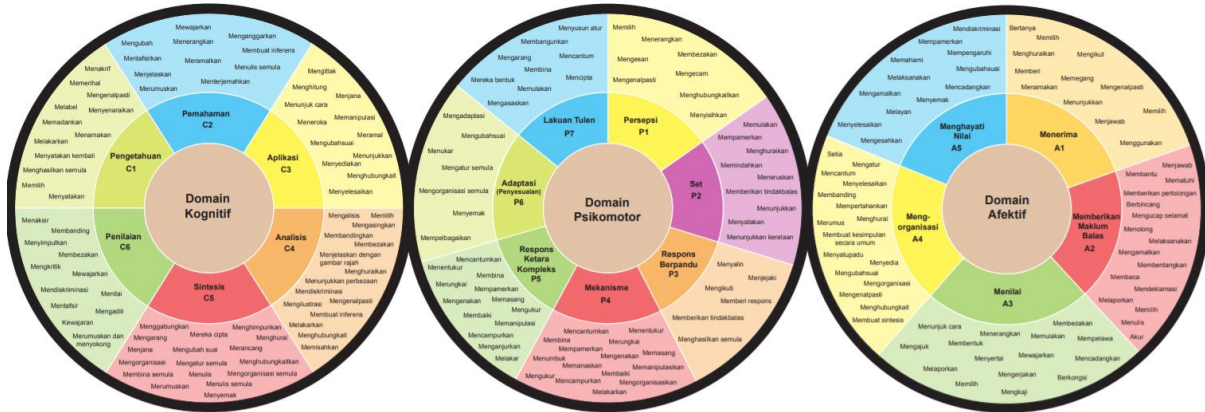 Domain
Kognitif
Pengetahuan
C1
Menakrif
Memerihal
Mengenalpasti
Melabel
Menyenaraikan
Memadankan
Menamakan
Melakarkan
Menyatakan kembali
Menghasilkan semula
Memilih
Menyatakan
Pemahaman
C2
Mewajarkan
Mengubah
Menerangkan
Menganggarkan
Mentafsirkan
Meramalkan
Membuat inferens
Menjelaskan
Menulis semula
Merumuskan
Menterjemahkan
Aplikasi
C3
Mengitlak
Menghitung
Menjana
Menunjuk cara
Memanipulasi
Meneroka
Meramal
Mengubahsuai
Menunjukkan
Menyediakan
Menghubungkait
Menyelesaikan
Analisis
C4
Mengalisis
Memilih
Mengasingkan
Membandingkan
Membezakan
Menjelaskan dengan
gambar rajah
Menghuraikan
Menunjukkan perbezaan
Mendiskriminasi
Mengenalpasti
Mengilustrasi
Membuat inferens
Melakarkan
Menghubungkait
Memisahkan
Sintesis
C5
Menggabungkan
Mereka cipta
Menghimpunkan
Mengarang
Menghurai
Menjana
Mengubah suai
Merancang
Mengorganisasi
Mengatur semula
Menghubungkaitkan
Membina semula
Menulis
Mengorganisasi semula
Merumuskan
Menulis semula
Menyemak
Penilaian
C6
Menaksir
Membanding
Menyimpulkan
Membezakan
Mengkritik
Mewajarkan
Mendiskriminasi
Menilai
Mentafsir
Mengadili
Kewajaran
Merumuskan dan
menyokong
Domain
Psikomotor
Persepsi
P1
Memilih
Menerangkan
Mengesan
Membezakan
Mengenalpasti
Mengecam
Menghubungkaitkan
Menyisihkan
Set
P2
Memulakan
Mempamerkan
Menghuraikan
Memindahkan
Meneruskan
Memberikan tindakbalas
Menunjukkan
Menyatakan
Menunjukkan kerelaan
Respons
Berpandu
P3
Menyalin
Menjejaki
Mengikuti
Memberi respons
Memberikan tindakbalas
Menghasilkan semula
Mekanisme
P4
Mencantumkan
Menentukur
Membina
Merungkai
Mempamerkan
Memasang
Menumbuk
Mengenakan
Memanaskan
Memanipulasikan
Membaiki
Mengukur
Mencampurkan
Mengorganisasikan
Melakarkan
Respons
Ketara
Kompleks
P5
Mencantumkan
Menentukur
Membina
Merungkai
Mempamerkan
Mengenakan
Memasang
Mengukur
Membaiki
Memanipulasi
Mencampurkan
Menganjurkan
Melakar
Adaptasi
(Penyesuaian)
P6
Mengadaptasi
Mengubahsuai
Menukar
Mengatur semula
Mengorganisasi semula
Menyemak
Mempelbagaikan
Lakuan Tulen
P7
Menyusun atur
Membangunkan
Mengarang
Mencantum
Membina
Mereka bentuk
Mencipta
Memulakan
Mengasaskan
Domain
Afektif
Menerima
A1
Bertanya
Memilih
Menghuraikan
Mengikut
Memberi
Memegang
Menamakan
Mengenalpasti
Menunjukkan
Memilih
Menjawab
Menggunakan
Memberikan
Maklum
Balas
A2
Menjawab
Membantu
Mematuhi
Memberikan pertolongan
Berbincang
Mengucap selamat
Menolong
Melaksanakan
Mengamalkan
Membentangkan
Membaca
Mendeklamasi
Melaporkan
Memilih
Menulis
Akur
Menilai
A3
Menunjuk cara
Menerangkan
Membezakan
Membentuk
Memulakan
Mempelawa
Mengajuk
Mewajarkan
Menyertai
Mencadangkan
Melaporkan
Mengerjakan
Berkongsi
Memilih
Mengkaji
Meng-
organisasi
A4
Setia
Mengatur
Mencantum
Menyelesaikan
Membanding
Mempertahankan
Merumus
Menghurai
Membuat kesimpulan
secara umum
Menyatupadu
Menyedia
Mengubahsuai
Mengorganisasi
Mengenalpasti
Menghubungkait
Membuat sintesis
Menghayati
Nilai
A5
Mendiskriminasi
Mempamerkan
Mempengaruhi
Memahami
Mengubahsuai
Melaksanakan
Mencadangkan
Mengamalkan
Menyemak
Melayan
Menyelesaikan
Mengesahkan